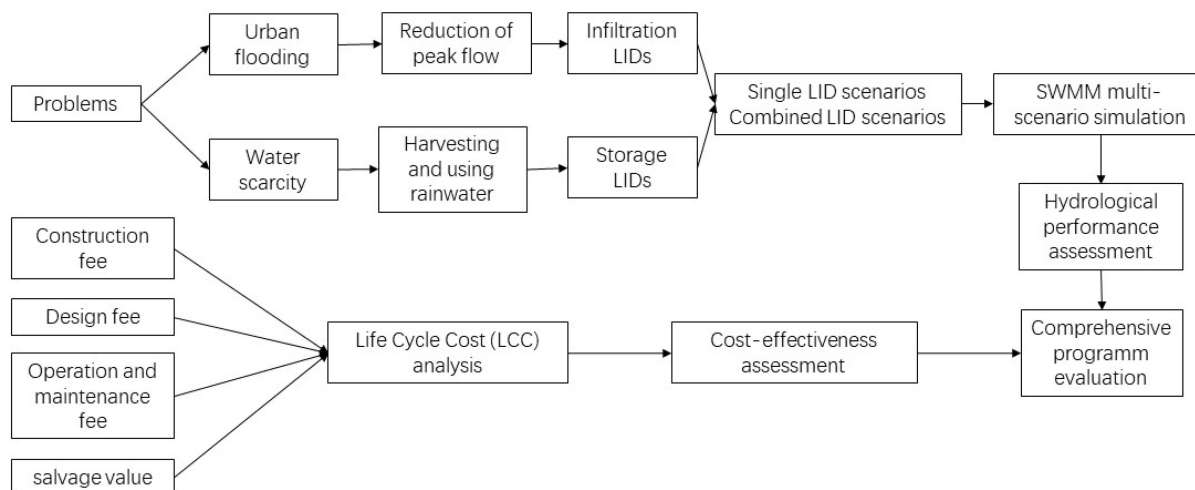 Problems
Urban
flooding
Reduction of
peak flow
Infiltration
LIDs
Water
scarcity
Harvesting
and using
rainwater
Storage
LIDs
Single LID scenarios
Combined LID scenarios
SWMM multi-
scenario simulation
Hydrological
performance
assessment
Construction
fee
Design fee
Operation and
maintenance
fee
salvage value
Life Cycle Cost (LCC)
analysis
Cost-effectiveness
assessment
Comprehensive
programm
evaluation